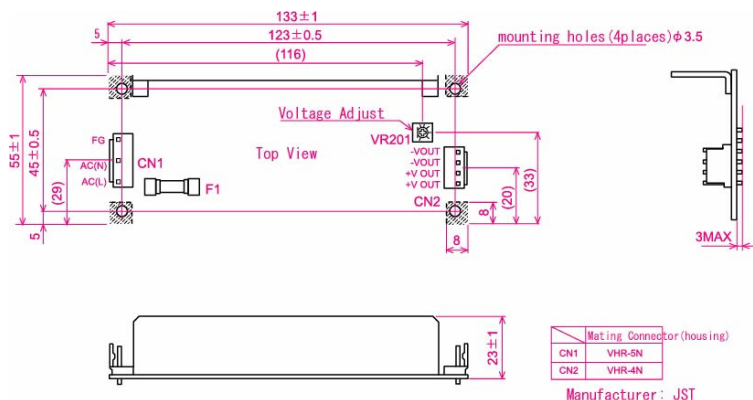 133±1
5
123±0.5
(116)
mounting holes(4places)φ3.5
Voltage Adjust
VR201
Top View
FG
AC(N)
AC(L)
CN1
F1
-VOUT
-VOUT
+V OUT
+V OUT
CN2
55±1
45±0.5
(29)
5
8
8
(20)
(33)
3MAX
23±1
Mating Connector(housing)
CN1 VHR-5N
CN2 VHR-4N
Manufacturer: JST